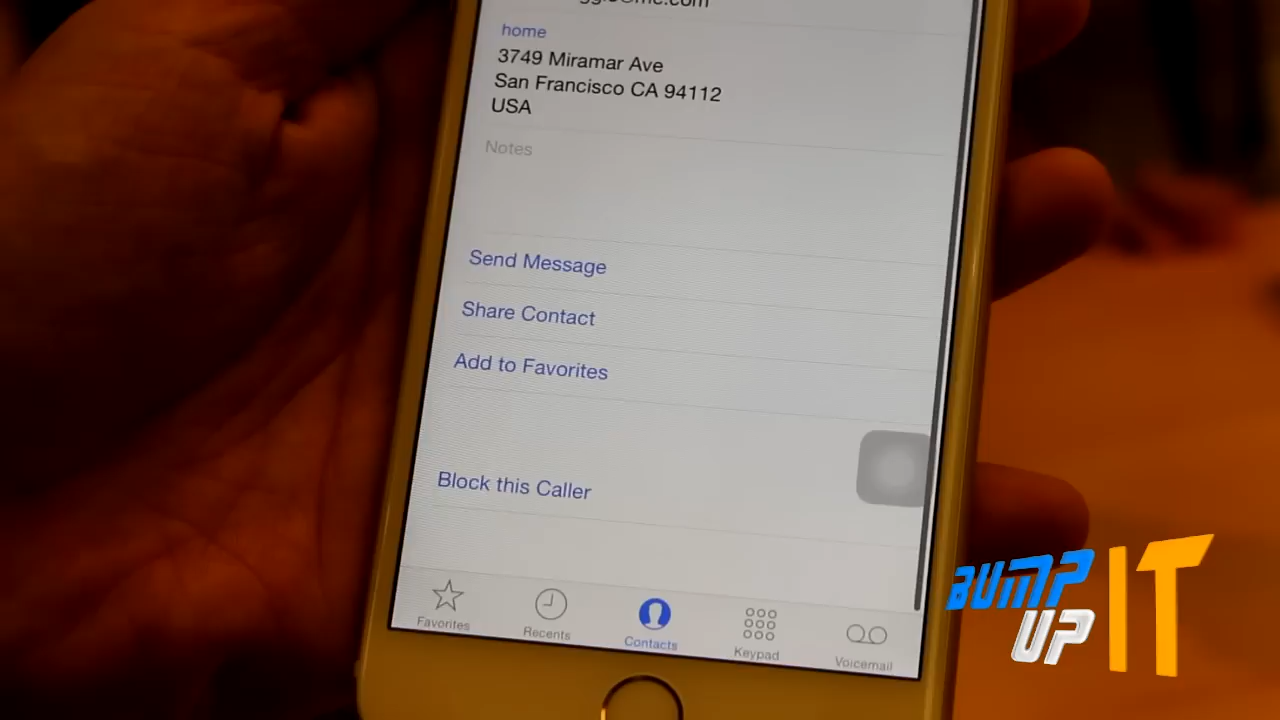 home
3749 Miramar Ave
San Francisco CA 94112
USA
Notes
Send Message
Share Contact
Add to Favorites
Block this Caller
Favorites
Recents
Contacts
Keypad
Voicemail
BUMP UP IT